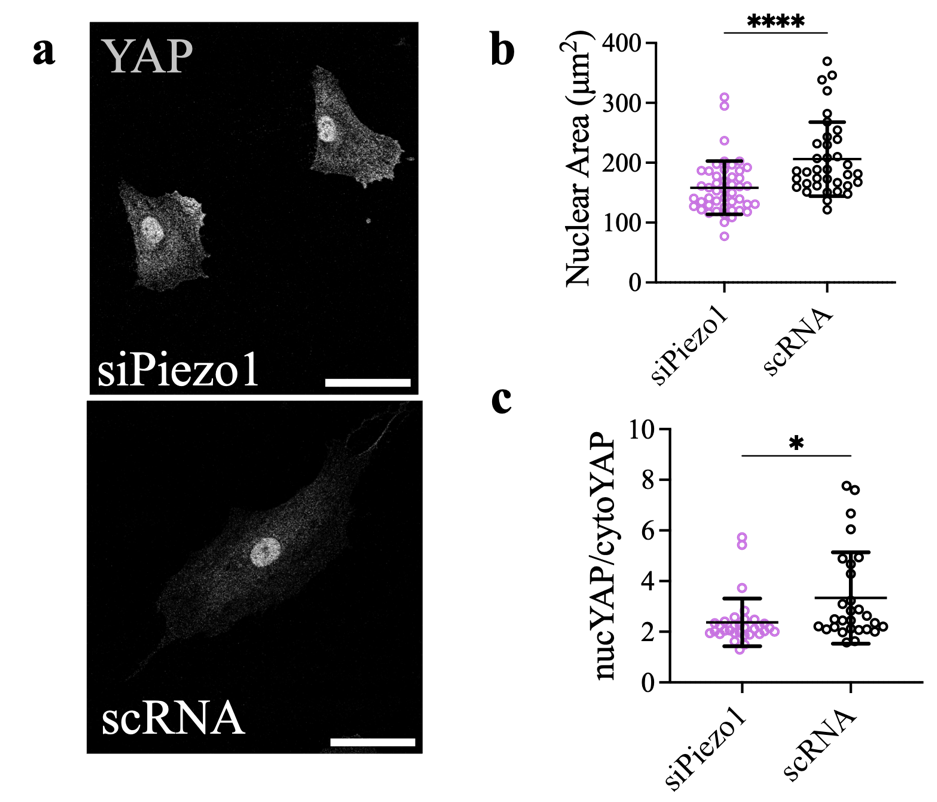 a
YAP
siPiezo1
scRNA
b
****
Nuclear Area (µm²)
400
300
200
100
0
siPiezo1
scRNA
c
*
nucYAP/cytoYAP
10
8
6
4
2
0
siPiezo1
scRNA